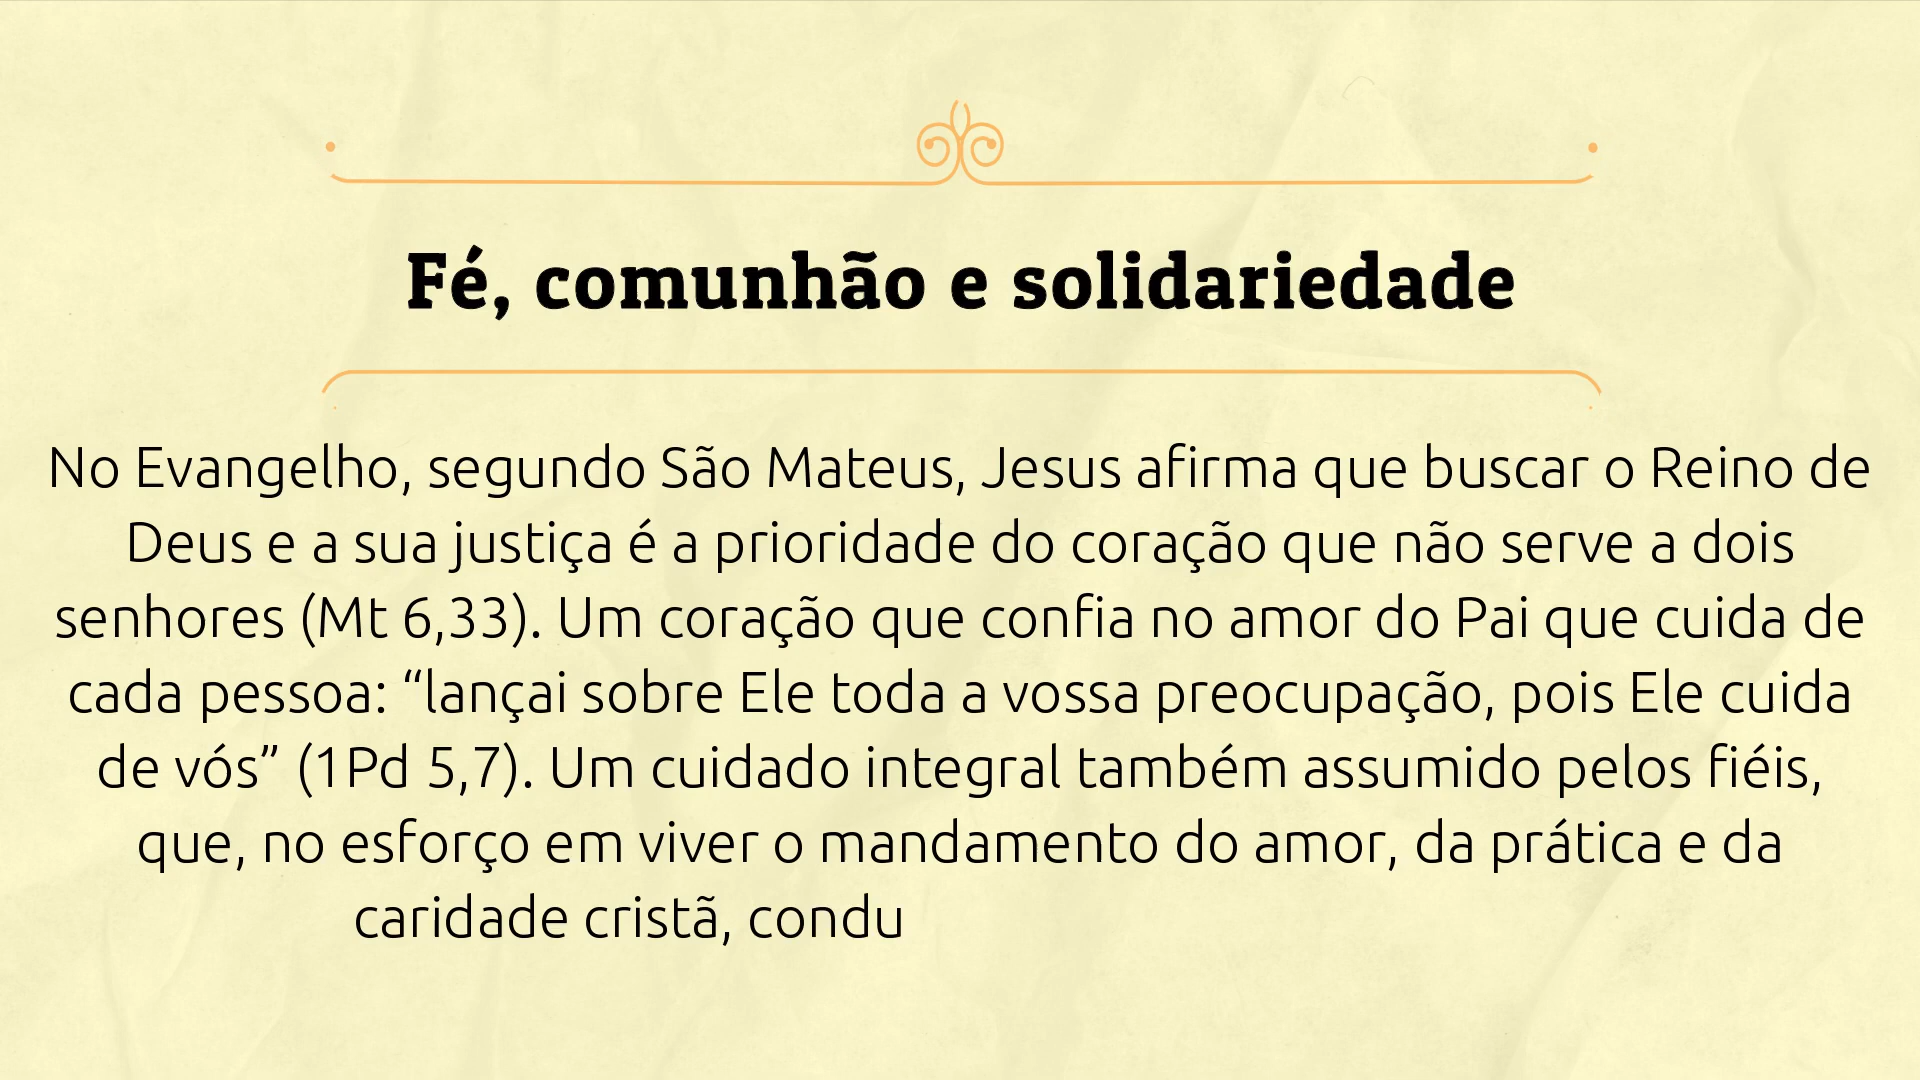 Fé, comunhão e solidariedade
No Evangelho, segundo São Mateus, Jesus afirma que buscar o Reino de
Deus e a sua justiça é a prioridade do coração que não serve a dois
senhores (Mt 6,33). Um coração que confia no amor do Pai que cuida de
cada pessoa: “lançai sobre Ele toda a vossa preocupação, pois Ele cuida
de vós” (1Pd 5,7). Um cuidado integral também assumido pelos fiéis,
que, no esforço em viver o mandamento do amor, da prática e da
caridade cristã, condu